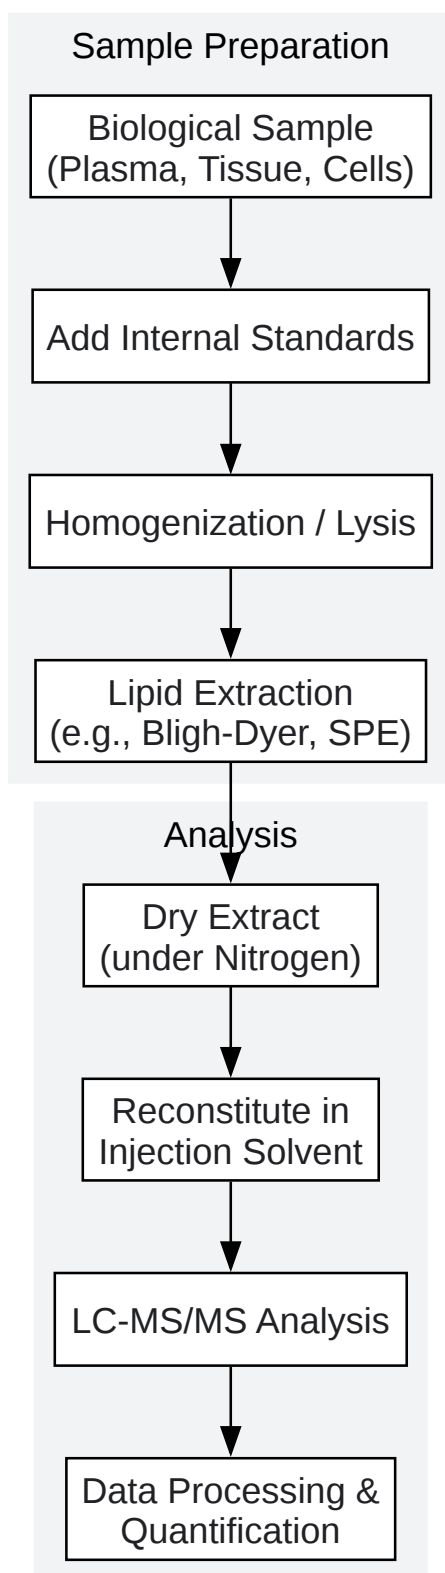 Sample Preparation
Biological Sample
(Plasma, Tissue, Cells)
Add Internal Standards
Homogenization / Lysis
Lipid Extraction
(e.g., Bligh-Dyer, SPE)
Analysis
Dry Extract
(under Nitrogen)
Reconstitute in
Injection Solvent
LC-MS/MS Analysis
Data Processing &
Quantification